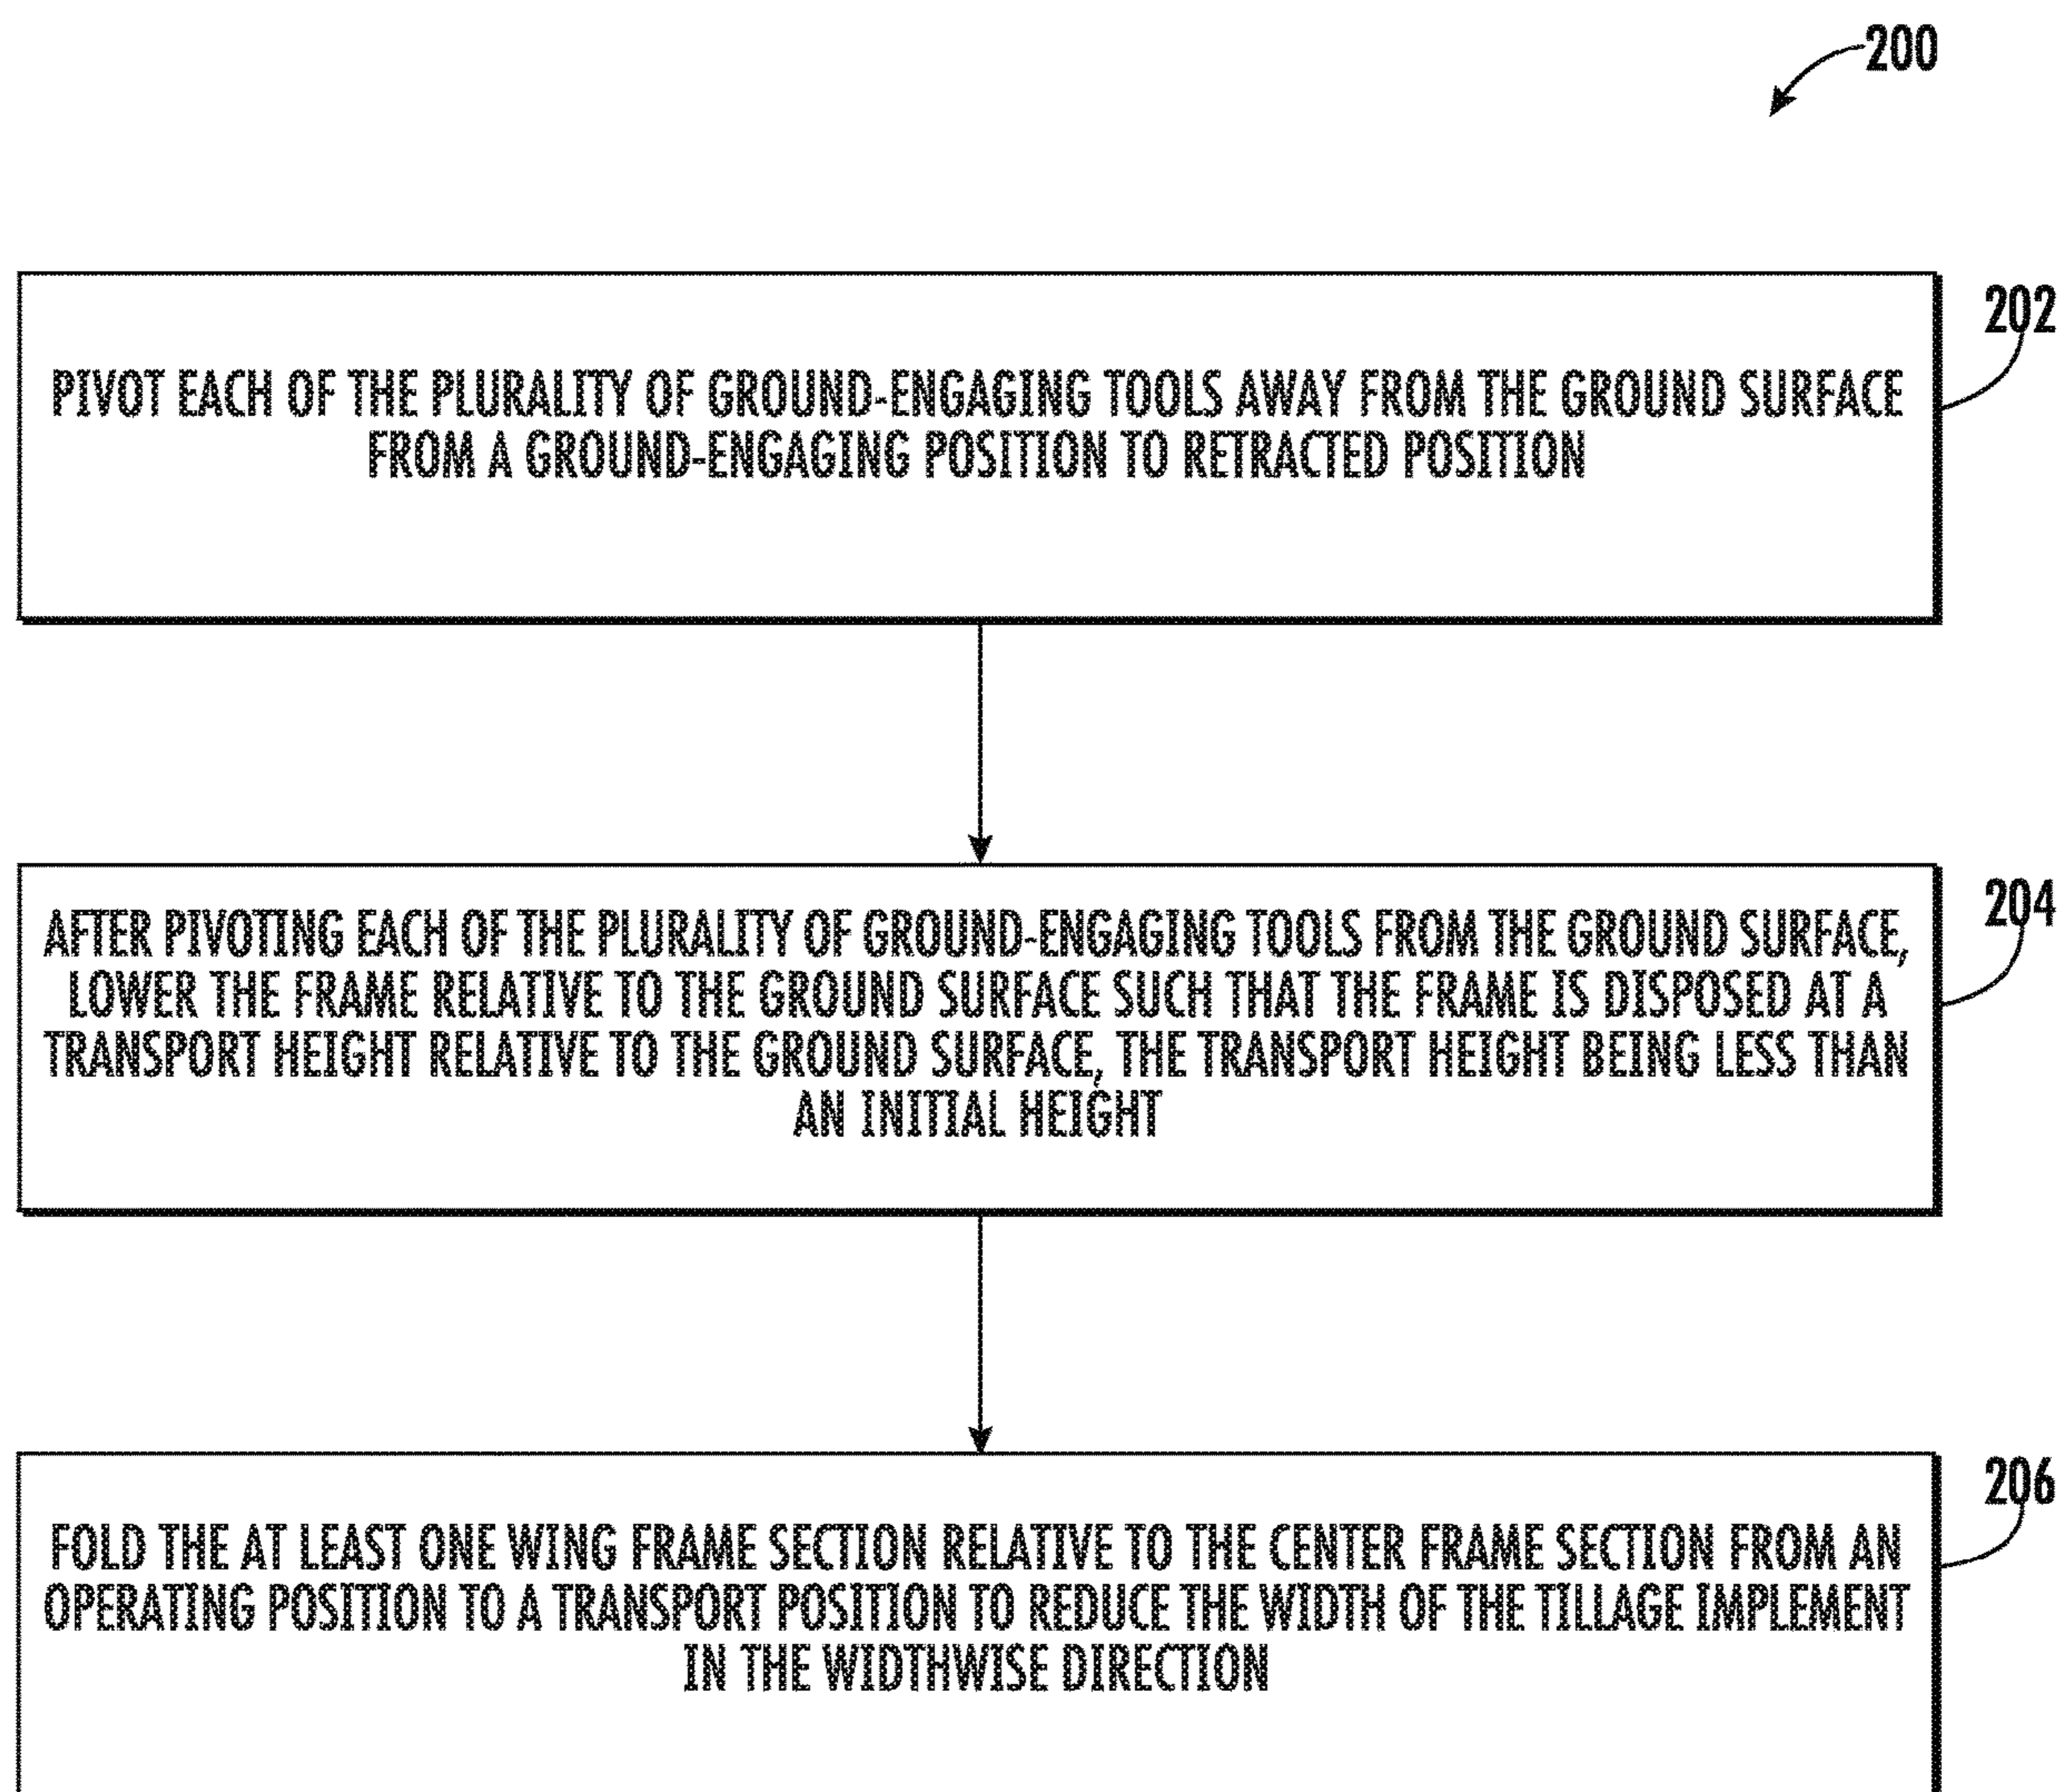 200
202
PIVOT EACH OF THE PLURALITY OF GROUND-ENGAGING TOOLS AWAY FROM THE GROUND SURFACE
FROM A GROUND-ENGAGING POSITION TO RETRACTED POSITION
204
AFTER PIVOTING EACH OF THE PLURALITY OF GROUND-ENGAGING TOOLS FROM THE GROUND SURFACE,
LOWER THE FRAME RELATIVE TO THE GROUND SURFACE SUCH THAT THE FRAME IS DISPOSED AT A
TRANSPORT HEIGHT RELATIVE TO THE GROUND SURFACE, THE TRANSPORT HEIGHT BEING LESS THAN
AN INITIAL HEIGHT
206
FOLD THE AT LEAST ONE WING FRAME SECTION RELATIVE TO THE CENTER FRAME SECTION FROM AN
OPERATING POSITION TO A TRANSPORT POSITION TO REDUCE THE WIDTH OF THE TILLAGE IMPLEMENT
IN THE WIDTHWISE DIRECTION